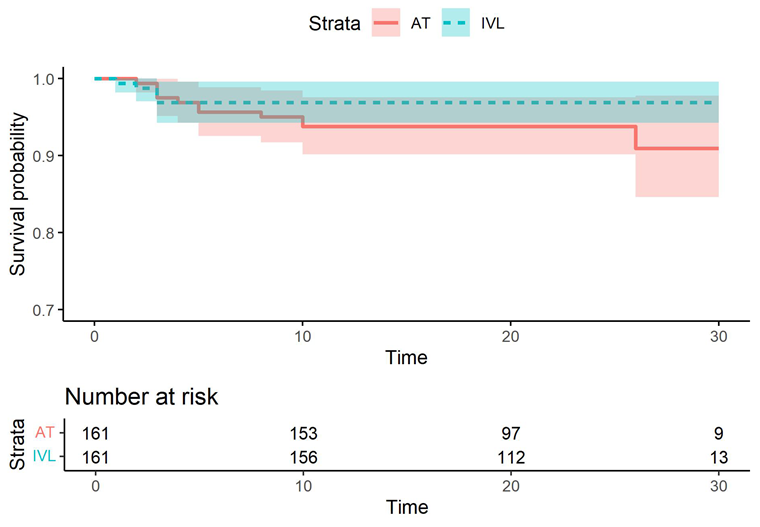 Strata AT IVL
Survival probability
1.0
0.9
0.8
0.7
0 10 20 30
Time
Number at risk
Strata
AT 161 153 97 9
IVL 161 156 112 13
0 10 20 30
Time